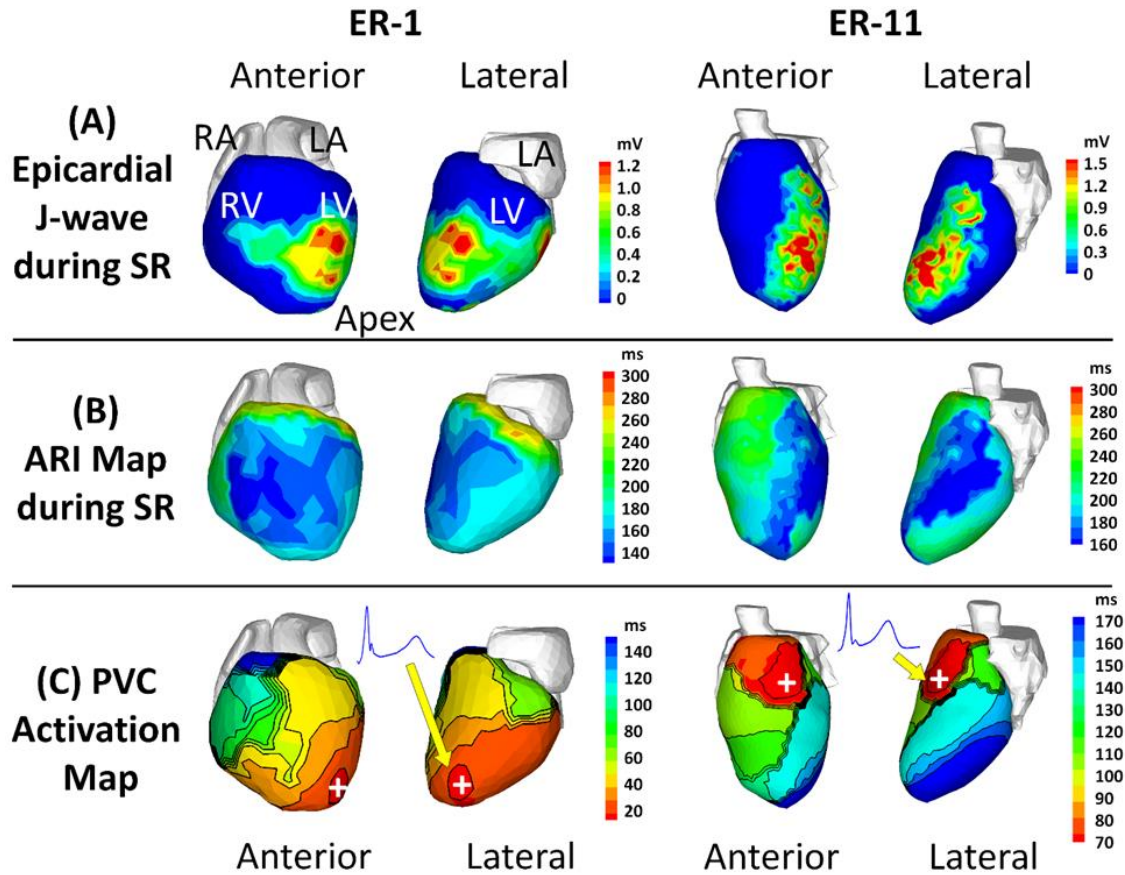 ER-1
ER-11
Anterior
Lateral
Anterior
Lateral
(A)
Epicardial
J-wave
during SR
RA
LA
RV
LV
LA
LV
Apex
mV
1.2
1.0
0.8
0.6
0.4
0.2
0
mV
1.5
1.2
0.9
0.6
0.3
0
(B)
ARI Map
during SR
ms
300
280
260
240
220
200
180
160
140
ms
300
280
260
240
220
200
180
160
(C) PVC
Activation
Map
ms
140
120
100
80
60
40
20
ms
170
160
150
140
130
120
110
100
90
80
70
Anterior
Lateral
Anterior
Lateral